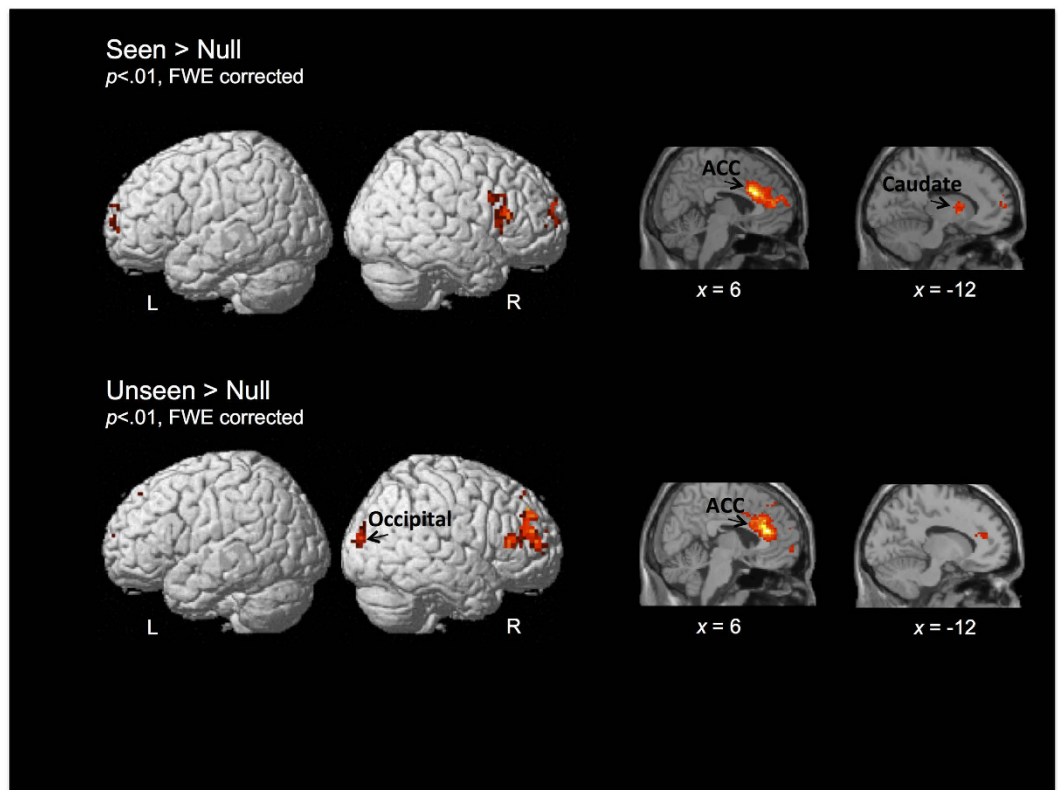 Seen > Null
p<.01, FWE corrected
ACC
Caudate
L
R
x = 6
x = -12
Unseen > Null
p<.01, FWE corrected
Occipital
ACC
L
R
x = 6
x = -12